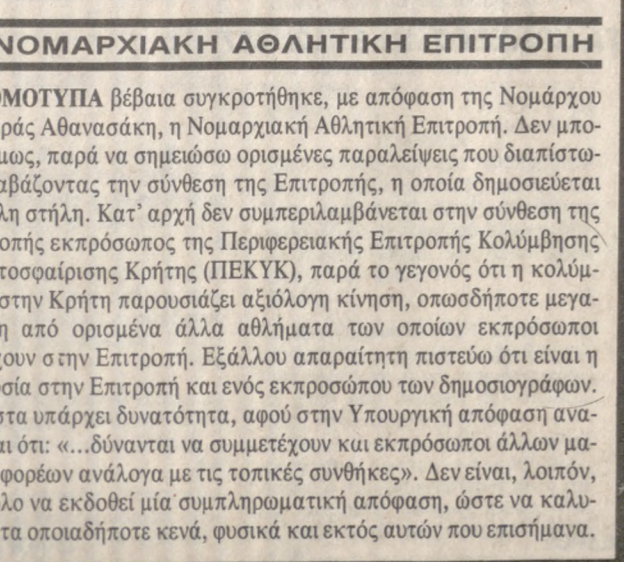 ΝΟΜΑΡΧΙΑΚΗ ΑΘΛΗΤΙΚΗ ΕΠΙΤΡΟΠΗ
ΟΜΟΤΥΠΑ βέβαια συγκροτήθηκε, με απόφαση της Νομάρχου
ράς Αθανασάκη, η Νομαρχιακή Αθλητική Επιτροπή. Δεν μπο-
μως, παρά να σημειώσω ορισμένες παραλείψεις που διαπίστω-
αβάζοντας την σύνθεση της Επιτροπής, η οποία δημοσιεύεται
λη στήλη. Κατ' αρχή δεν συμπεριλαμβάνεται στην σύνθεση της
οπής εκπρόσωπος της Περιφερειακής Επιτροπής Κολύμβησης
τοσφαίρισης Κρήτης (ΠΕΚΥΚ), παρά το γεγονός ότι η κολύμ-
στην Κρήτη παρουσιάζει αξιόλογη κίνηση, οπωσδήποτε μεγα-
η από ορισμένα άλλα αθλήματα των οποίων εκπρόσωποι
χουν στην Επιτροπή. Εξάλλου απαραίτητη πιστεύω ότι είναι η
σία στην Επιτροπή και ενός εκπροσώπου των δημοσιογράφων.
στα υπάρχει δυνατότητα, αφού στην Υπουργική απόφαση ανα-
αι ότι: «...δύνανται να συμμετέχουν και εκπρόσωποι άλλων μα-
φορέων ανάλογα με τις τοπικές συνθήκες». Δεν είναι, λοιπόν,
λο να εκδοθεί μία συμπληρωματική απόφαση, ώστε να καλυ-
τα οποιαδήποτε κενά, φυσικά και εκτός αυτών που επισήμανα.